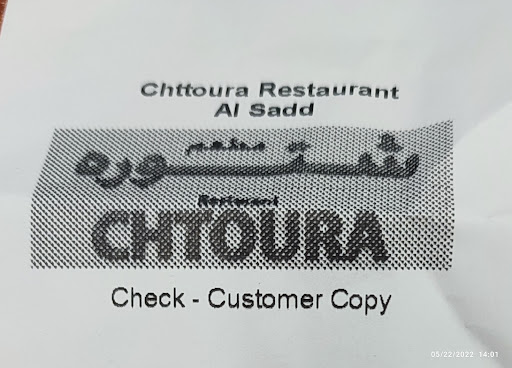 Chttoura Restaurant
Al Sadd
مطعم
شتوره
Restaurant
CHTOURA
Check - Customer Copy
05/22/2022 14:01